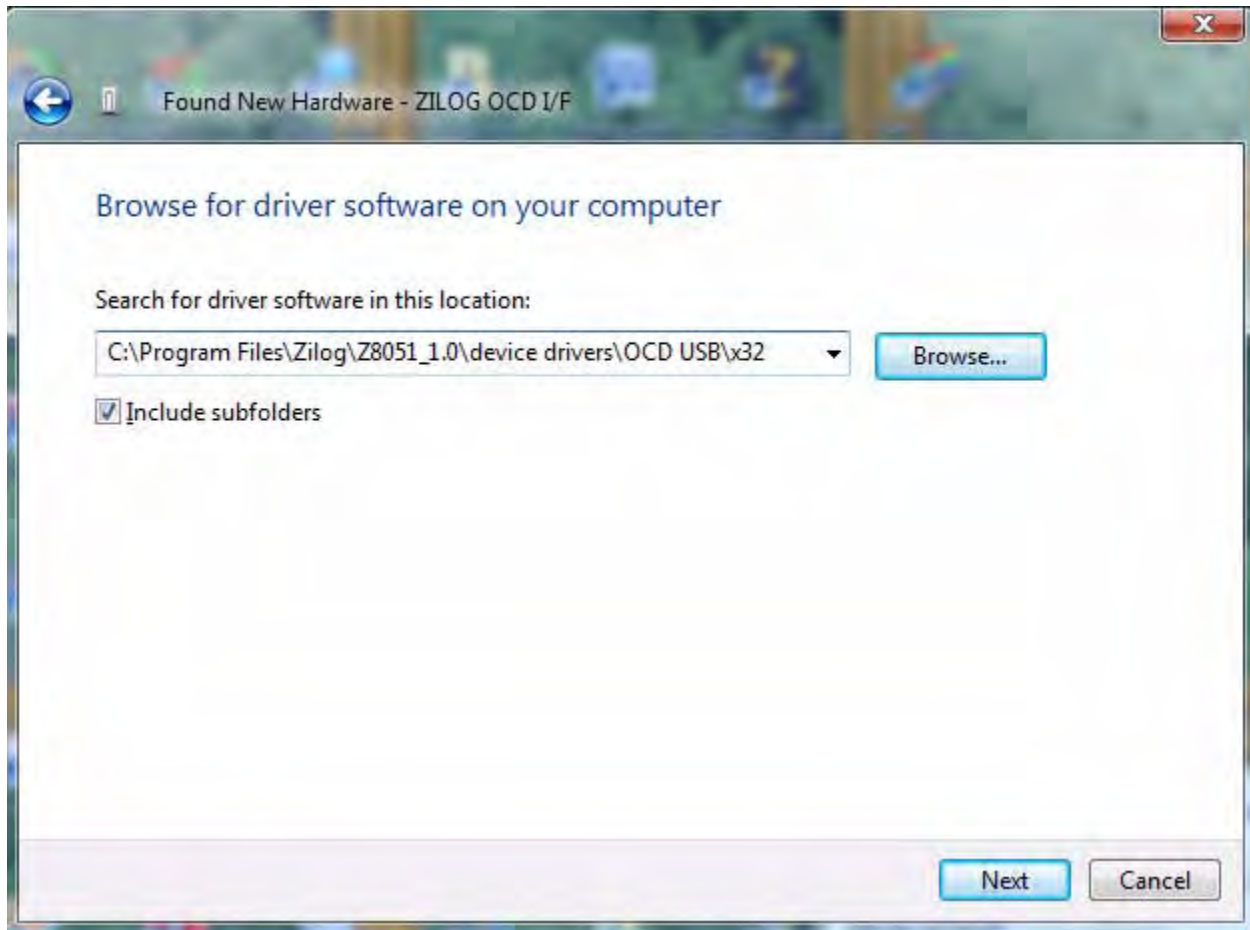 X
Found New Hardware - ZILOG OCD I/F
Browse for driver software on your computer
Search for driver software in this location:
C:\Program Files\Zilog\Z8051_1.0\device drivers\OCD USB\x32
Browse...
Include subfolders
Next
Cancel